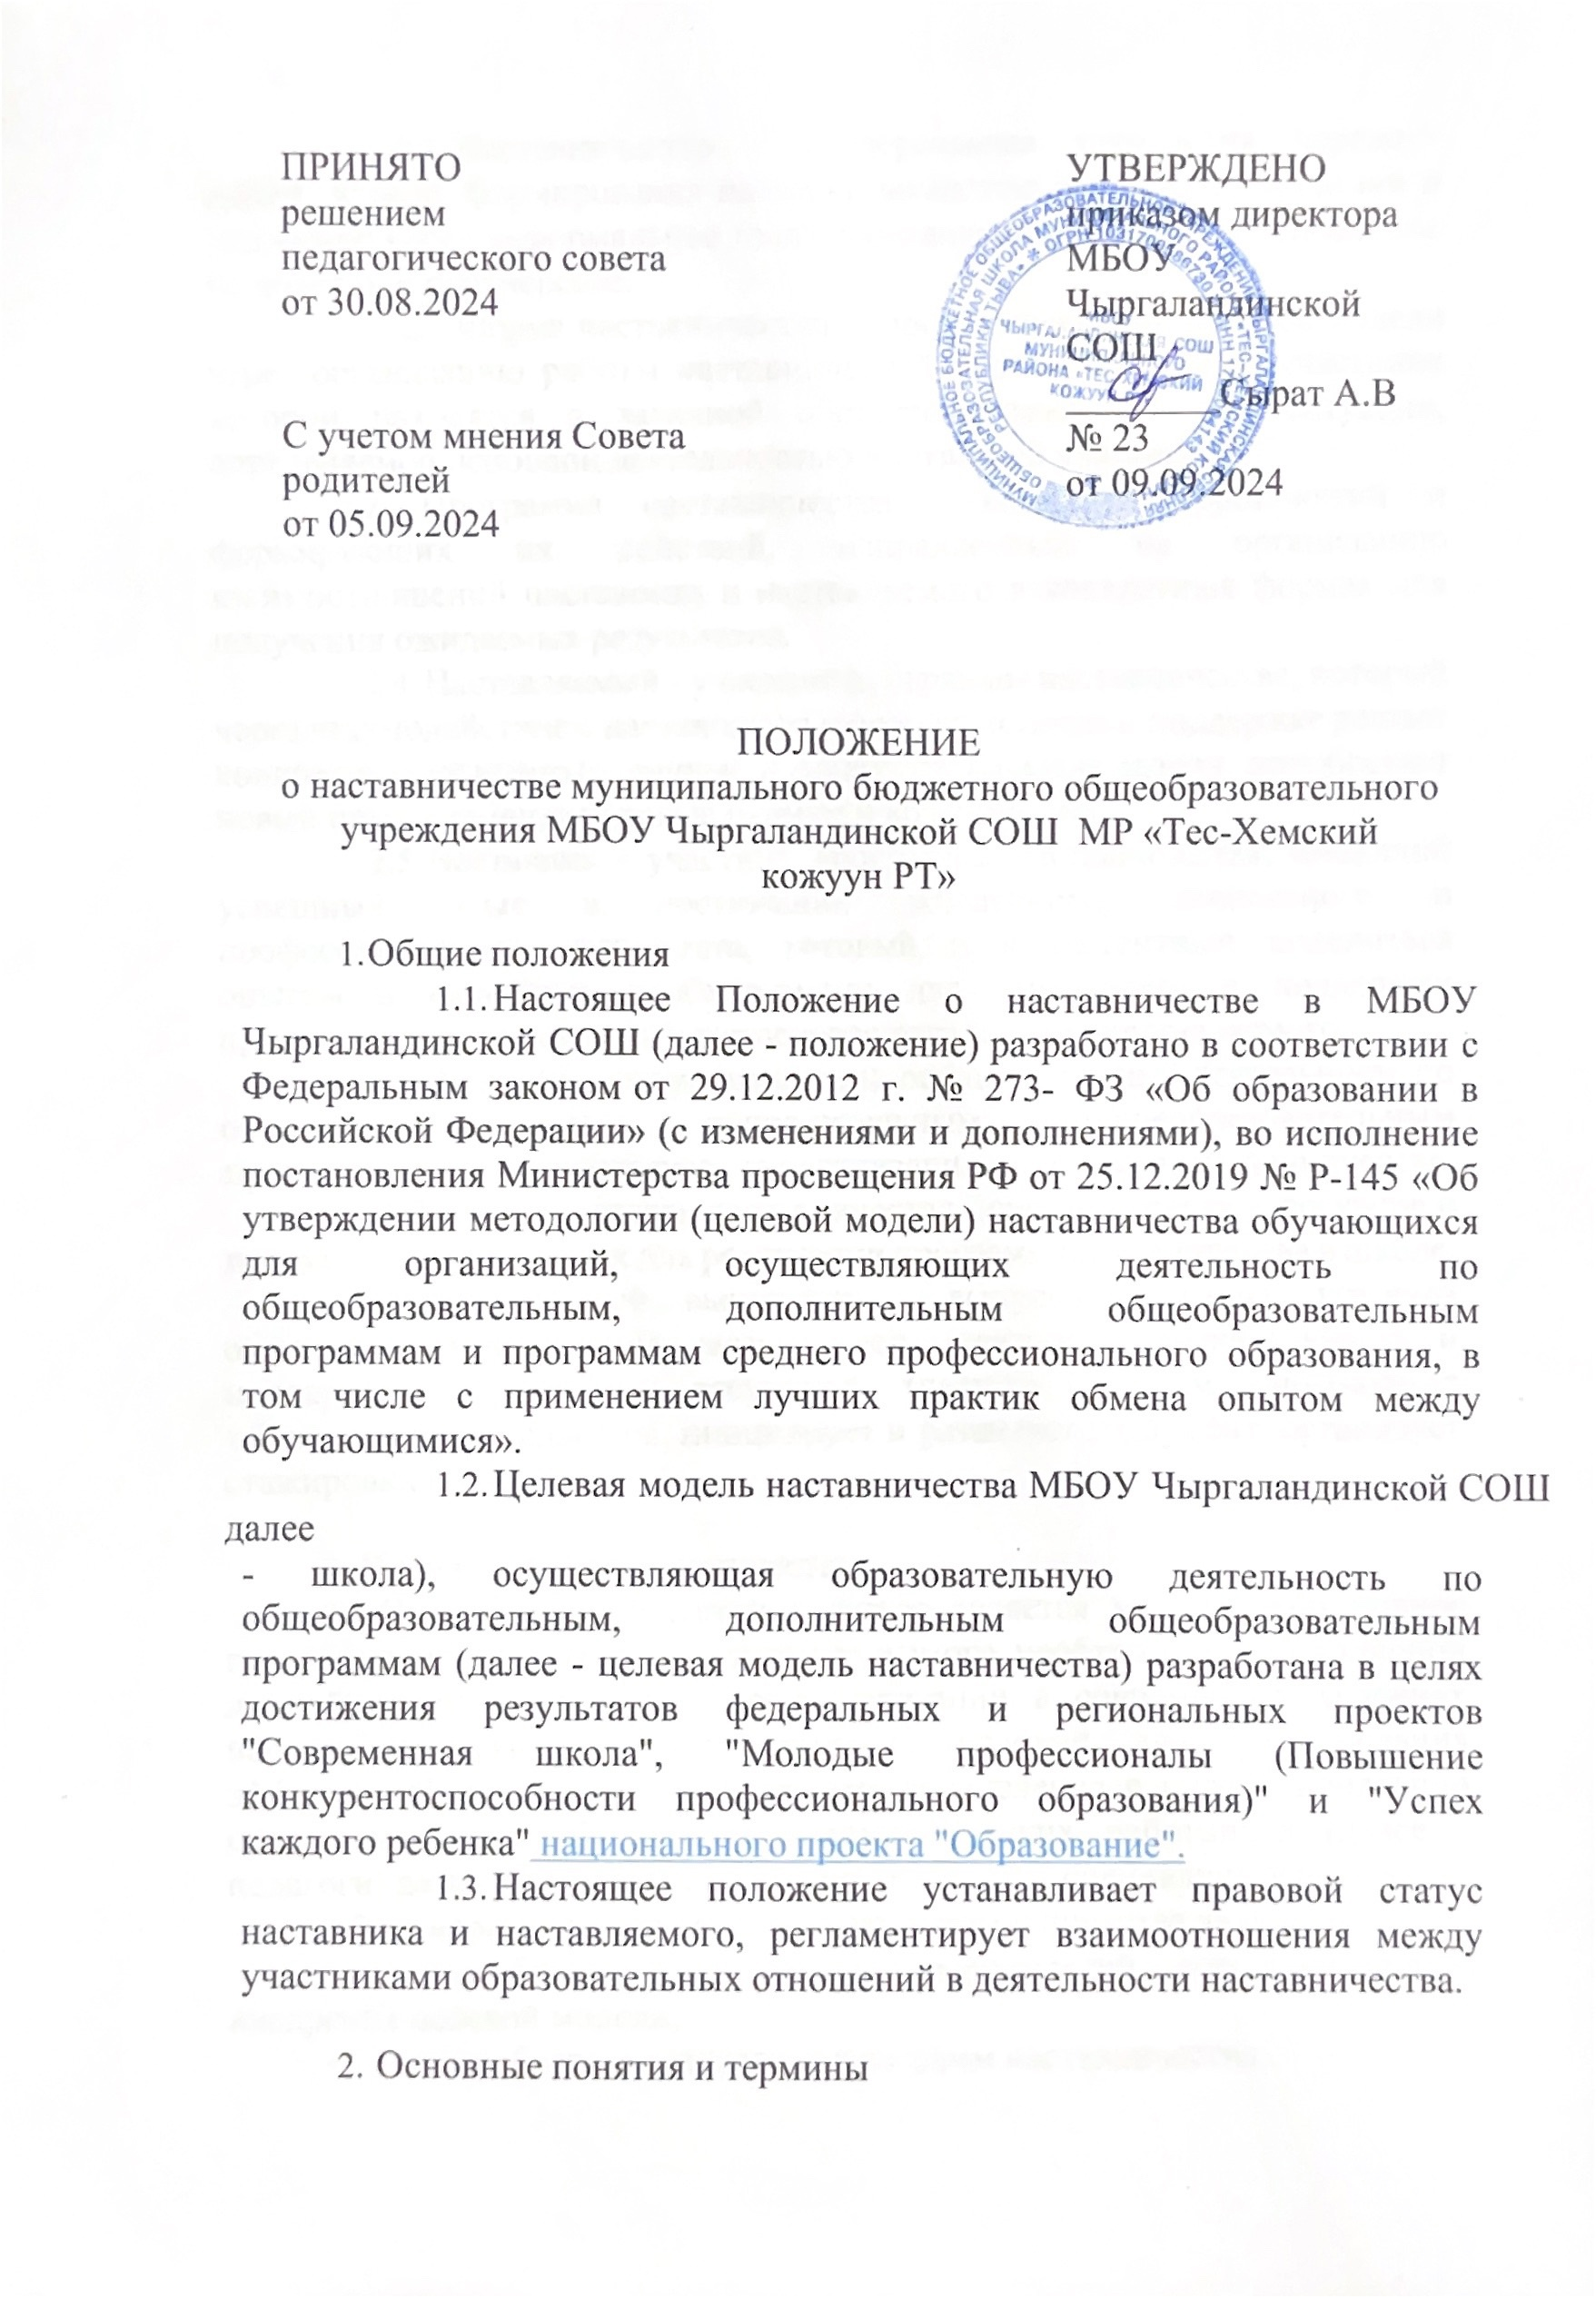 ПРИНЯТО
решением
педагогического совета
от 30.08.2024
С учетом мнения Совета
родителей
от 05.09.2024
УТВЕРЖДЕНО
приказом директора
МБОУ
Чыргаландинской
СОШ
________Сырат А.В
№ 23
от 09.09.2024
ПОЛОЖЕНИЕ
о наставничестве муниципального бюджетного общеобразовательного
учреждения МБОУ Чыргаландинской СОШ МР «Тес-Хемский
кожуун РТ»
1.Общие положения
1.1.Настоящее Положение о наставничестве в МБОУ
Чыргаландинской СОШ (далее - положение) разработано в соответствии с
Федеральным законом от 29.12.2012 г. № 273- ФЗ «Об образовании в
Российской Федерации» (с изменениями и дополнениями), во исполнение
постановления Министерства просвещения РФ от 25.12.2019 № Р-145 «Об
утверждении методологии (целевой модели) наставничества обучающихся
для организаций, осуществляющих деятельность по
общеобразовательным, дополнительным общеобразовательным
программам и программам среднего профессионального образования, в
том числе с применением лучших практик обмена опытом между
обучающимися».
1.2.Целевая модель наставничества МБОУ Чыргаландинской СОШ
далее
- школа), осуществляющая образовательную деятельность по
общеобразовательным, дополнительным общеобразовательным
программам (далее - целевая модель наставничества) разработана в целях
достижения результатов федеральных и региональных проектов
"Современная школа", "Молодые профессионалы (Повышение
конкурентоспособности профессионального образования)" и "Успех
каждого ребенка" национального проекта "Образование".
1.3.Настоящее положение устанавливает правовой статус
наставника и наставляемого, регламентирует взаимоотношения между
участниками образовательных отношений в деятельности наставничества.
2. Основные понятия и термины